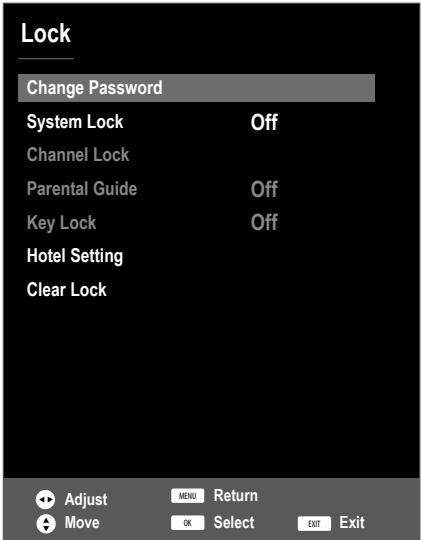 Lock
Change Password
System Lock Off
Channel Lock
Parental Guide Off
Key Lock Off
Hotel Setting
Clear Lock
Adjust MENU Return
Move OK Select EXIT Exit